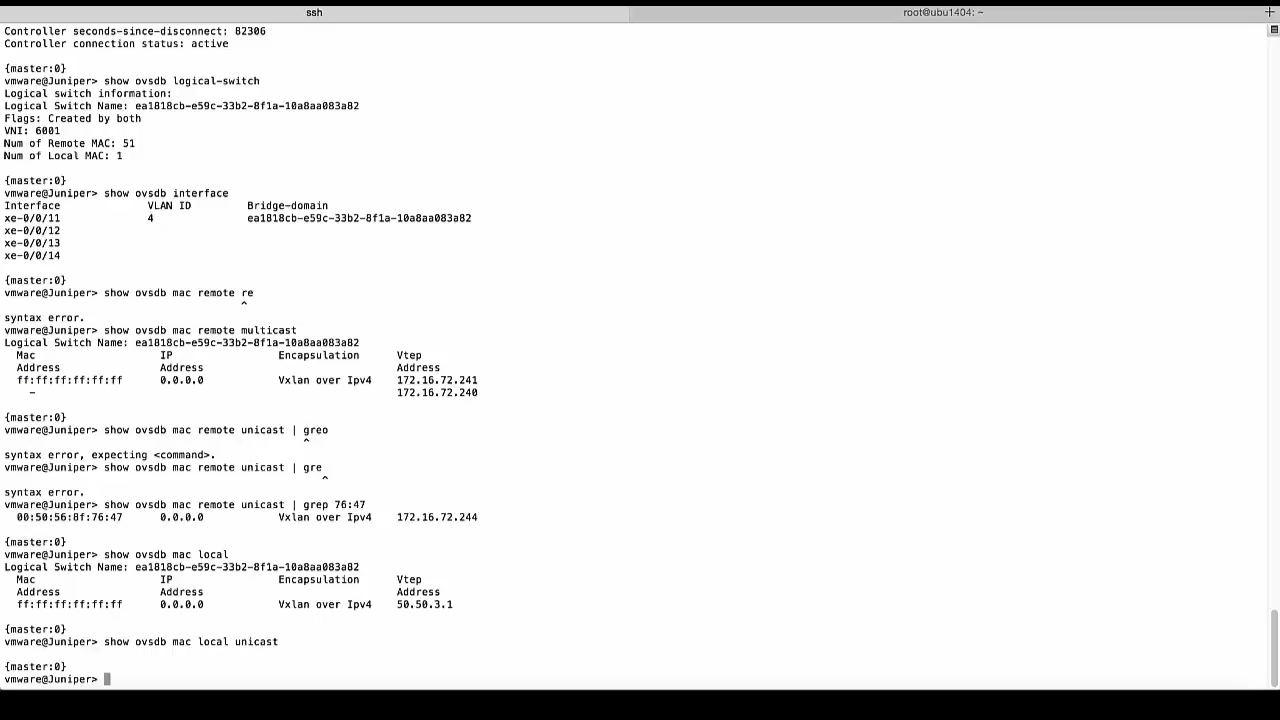 ssh
root@ubu1404: ~
Controller seconds-since-disconnect: 82306
Controller connection status: active
{master:0}
vmware@Juniper> show ovsdb logical-switch
Logical switch information:
Logical Switch Name: ea1818cb-e59c-33b2-8f1a-10a8aa083a82
Flags: Created by both
VNI: 6001
Num of Remote MAC: 51
Num of Local MAC: 1
{master:0}
vmware@Juniper> show ovsdb interface
Interface VLAN ID Bridge-domain
xe-0/0/11 4 ea1818cb-e59c-33b2-8f1a-10a8aa083a82
xe-0/0/12
xe-0/0/13
xe-0/0/14
{master:0}
vmware@Juniper> show ovsdb mac remote re
^
syntax error.
vmware@Juniper> show ovsdb mac remote multicast
Logical Switch Name: ea1818cb-e59c-33b2-8f1a-10a8aa083a82
Mac IP Encapsulation Vtep
Address Address Address
ff:ff:ff:ff:ff:ff 0.0.0.0 Vxlan over Ipv4 172.16.72.241
– 172.16.72.240
{master:0}
vmware@Juniper> show ovsdb mac remote unicast | greo
^
syntax error, expecting <command>.
vmware@Juniper> show ovsdb mac remote unicast | gre
^
syntax error.
vmware@Juniper> show ovsdb mac remote unicast | grep 76:47
00:50:56:8f:76:47 0.0.0.0 Vxlan over Ipv4 172.16.72.244
{master:0}
vmware@Juniper> show ovsdb mac local
Logical Switch Name: ea1818cb-e59c-33b2-8f1a-10a8aa083a82
Mac IP Encapsulation Vtep
Address Address Address
ff:ff:ff:ff:ff:ff 0.0.0.0 Vxlan over Ipv4 50.50.3.1
{master:0}
vmware@Juniper> show ovsdb mac local unicast
{master:0}
vmware@Juniper>